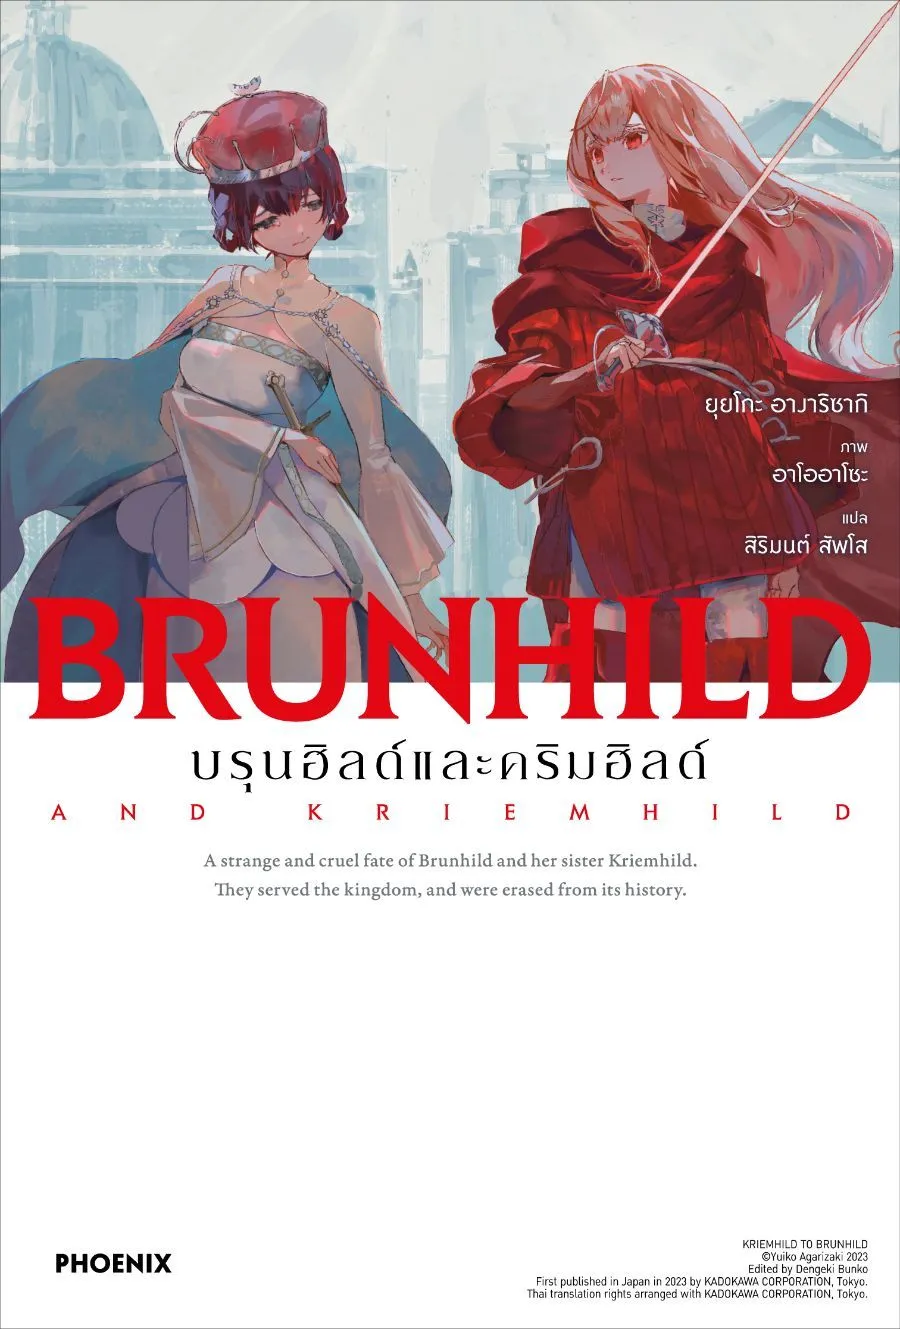 ยุยโกะ อางาริซากิ
ภาพ
อาโออาโซะ
แปล
สิริมนต์ สัพโส
BRUNHILD
บรุนฮิลด์และคริมฮิลด์
AND KRIEMHILD
A strange and cruel fate of Brunhild and her sister Kriemhild.
They served the kingdom, and were erased from its history.
PHOENIX
KRIEMHILD TO BRUNHILD
©Yuiko Agarizaki 2023
Edited by Dengeki Bunko
First published in Japan in 2023 by KADOKAWA CORPORATION, Tokyo.
Thai translation rights arranged with KADOKAWA CORPORATION, Tokyo.